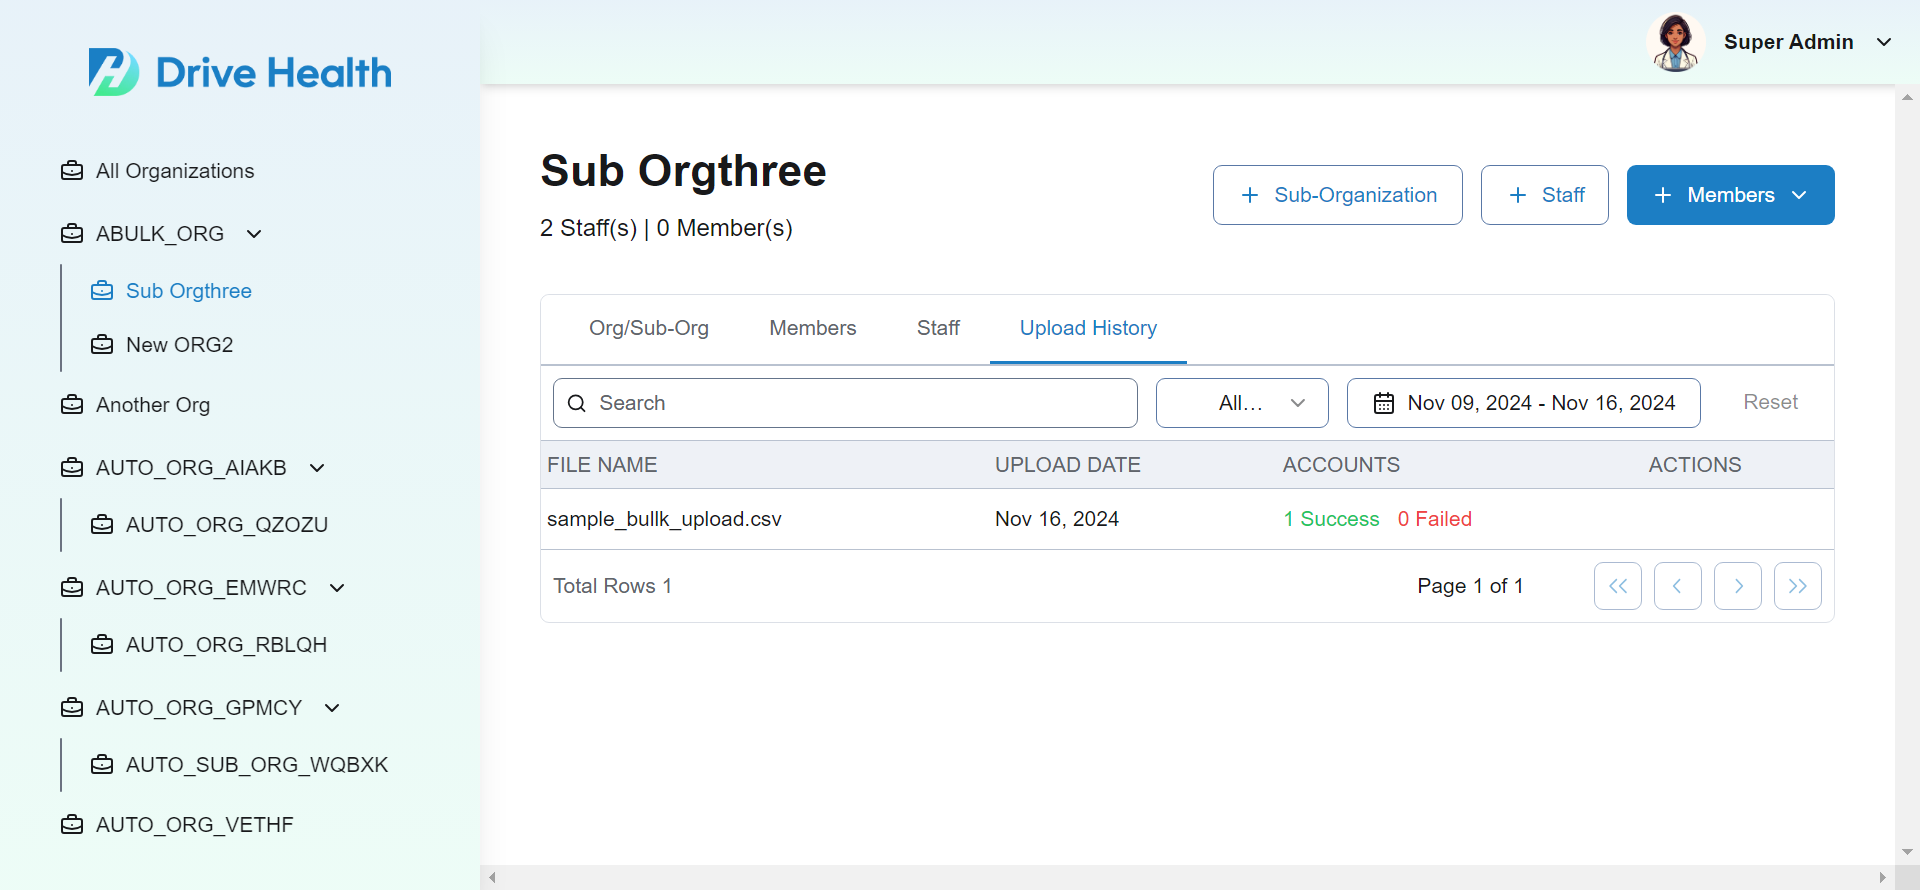 Drive Health
Super Admin
All Organizations
ABULK_ORG
Sub Orgthree
New ORG2
Another Org
AUTO_ORG_AIAKB
AUTO_ORG_QZOZU
AUTO_ORG_EMWRC
AUTO_ORG_RBLQH
AUTO_ORG_GPMCY
AUTO_SUB_ORG_WQBXK
AUTO_ORG_VETHF
Sub Orgthree
2 Staff(s) | 0 Member(s)
+ Sub-Organization + Staff + Members
Org/Sub-Org Members Staff Upload History
Search All... Nov 09, 2024 - Nov 16, 2024 Reset
FILE NAME UPLOAD DATE ACCOUNTS ACTIONS
sample_bullk_upload.csv Nov 16, 2024 1 Success 0 Failed
Total Rows 1 Page 1 of 1